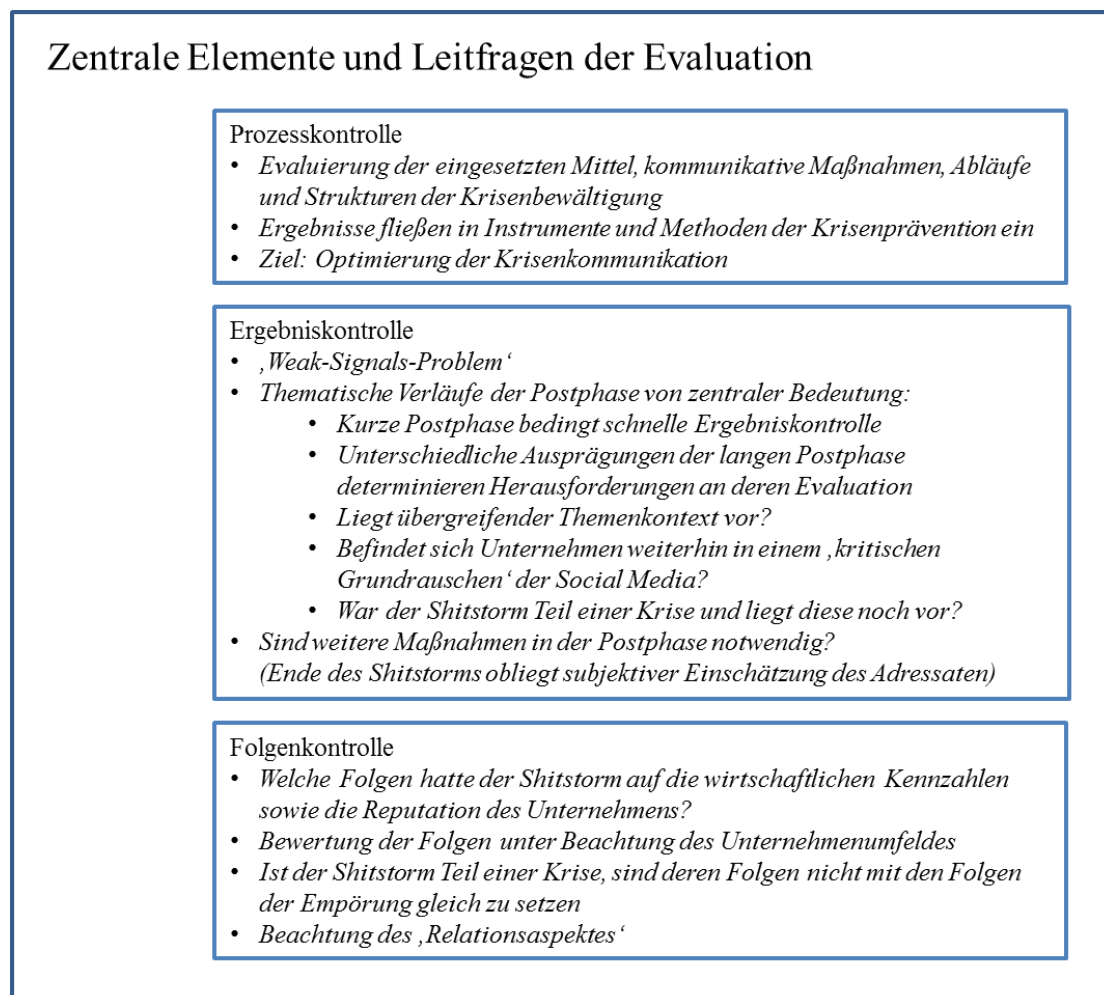 Zentrale Elemente und Leitfragen der Evaluation
Prozesskontrolle
• Evaluierung der eingesetzten Mittel, kommunikative Maßnahmen, Abläufe
und Strukturen der Krisenbewältigung
• Ergebnisse fließen in Instrumente und Methoden der Krisenprävention ein
• Ziel: Optimierung der Krisenkommunikation
Ergebniskontrolle
• ‚Weak-Signals-Problem‘
• Thematische Verläufe der Postphase von zentraler Bedeutung:
• Kurze Postphase bedingt schnelle Ergebniskontrolle
• Unterschiedliche Ausprägungen der langen Postphase
determinieren Herausforderungen an deren Evaluation
• Liegt übergreifender Themenkontext vor?
• Befindet sich Unternehmen weiterhin in einem ‚kritischen
Grundrauschen‘ der Social Media?
• War der Shitstorm Teil einer Krise und liegt diese noch vor?
• Sind weitere Maßnahmen in der Postphase notwendig?
(Ende des Shitstorms obliegt subjektiver Einschätzung des Adressaten)
Folgenkontrolle
• Welche Folgen hatte der Shitstorm auf die wirtschaftlichen Kennzahlen
sowie die Reputation des Unternehmens?
• Bewertung der Folgen unter Beachtung des Unternehmenumfeldes
• Ist der Shitstorm Teil einer Krise, sind deren Folgen nicht mit den Folgen
der Empörung gleich zu setzen
• Beachtung des ‚Relationsaspektes‘